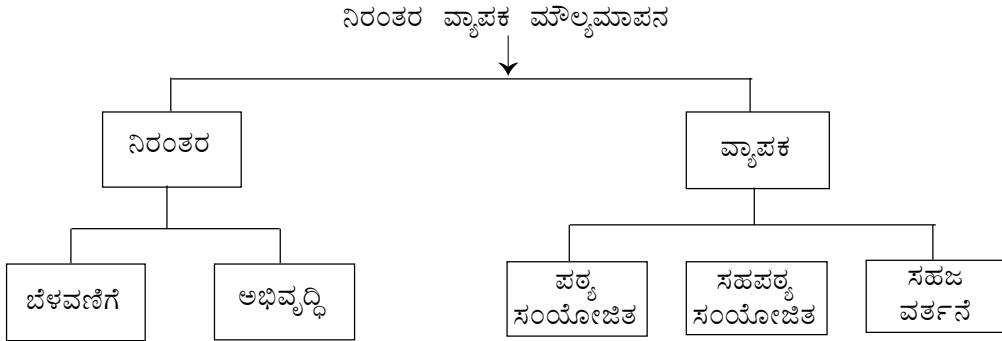 ನಿರಂತರ ವ್ಯಾಪಕ ಮೌಲ್ಯಮಾಪನ
ನಿರಂತರ
ವ್ಯಾಪಕ
ಬೆಳವಣಿಗೆ
ಅಭಿವೃದ್ಧಿ
ಪಠ್ಯ
ಸಂಯೋಜಿತ
ಸಹಪಠ್ಯ
ಸಂಯೋಜಿತ
ಸಹಜ
ವರ್ತನೆ